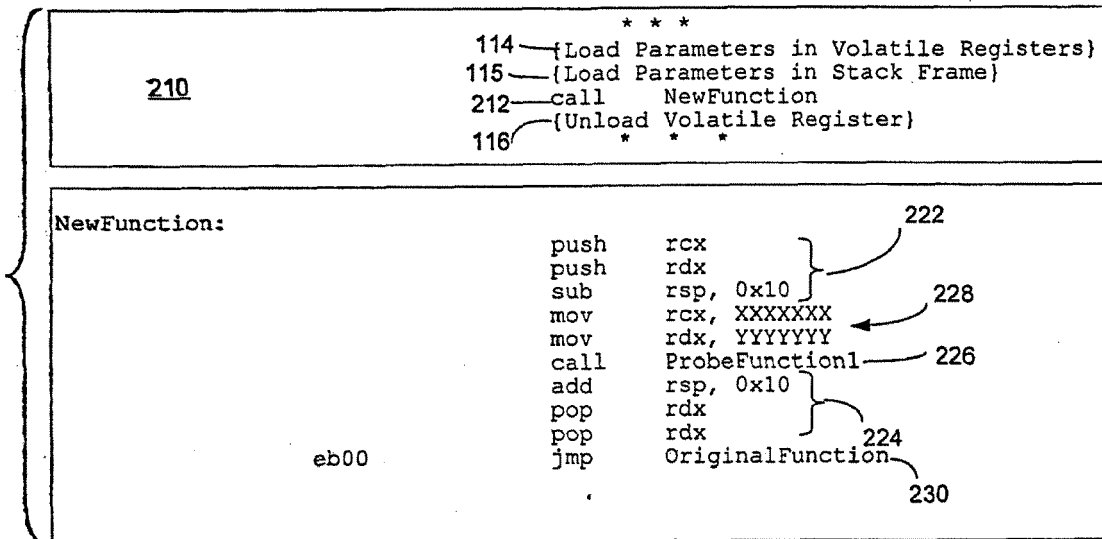 * * *
114 {Load Parameters in Volatile Registers}
210 115 {Load Parameters in Stack Frame}
212 call NewFunction
116 {Unload Volatile Register}
* * *
NewFunction:
222
push rcx
push rdx
sub rsp, 0x10
228
mov rcx, XXXXXXX
mov rdx, YYYYYYY
call ProbeFunction1 226
add rsp, 0x10
pop rdx
pop rdx
224
eb00 jmp OriginalFunction
230